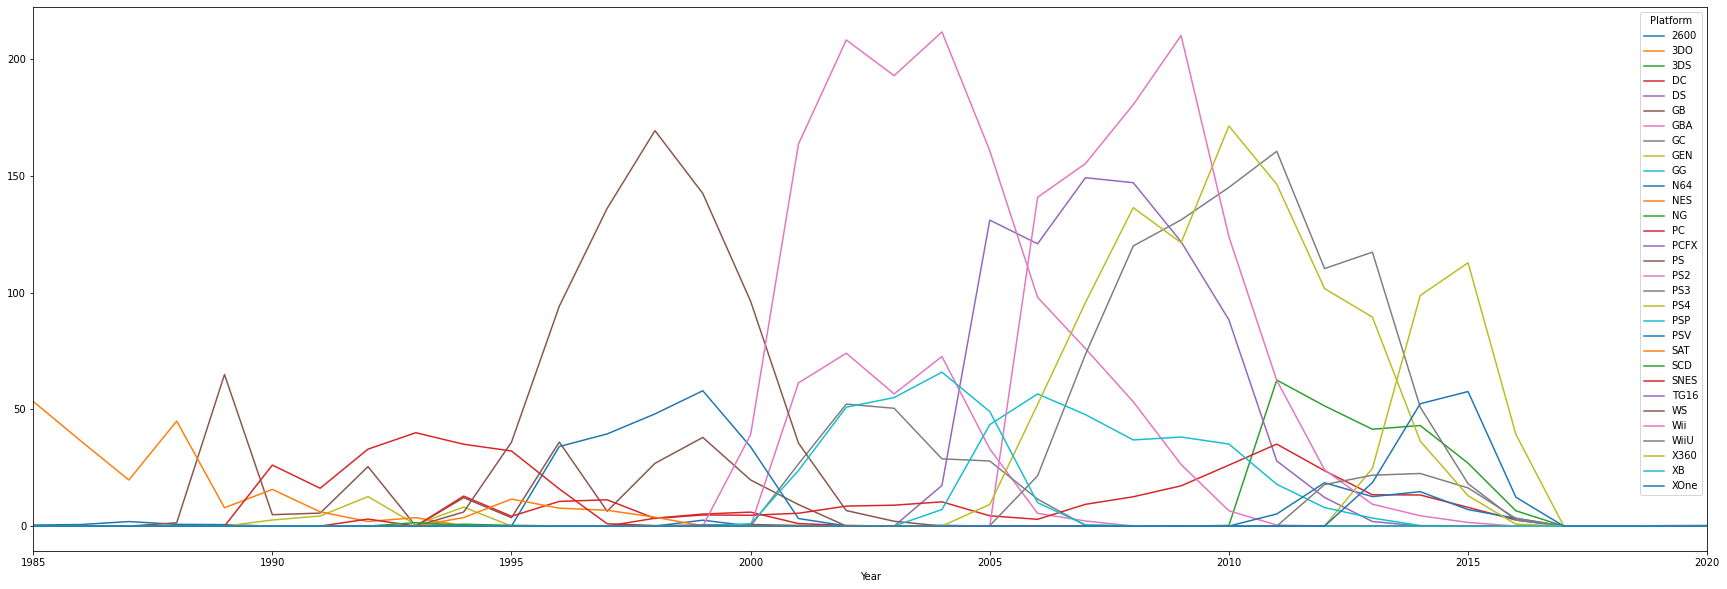 Platform
2600
3DO
3DS
DC
DS
GB
GBA
GC
GEN
GG
N64
NES
NG
PC
PCFX
PS
PS2
PS3
PS4
PSP
PSV
SAT
SCD
SNES
TG16
WS
Wii
WiiU
X360
XB
XOne
200
150
100
50
0
1985 1990 1995 2000 2005 2010 2015 2020
Year